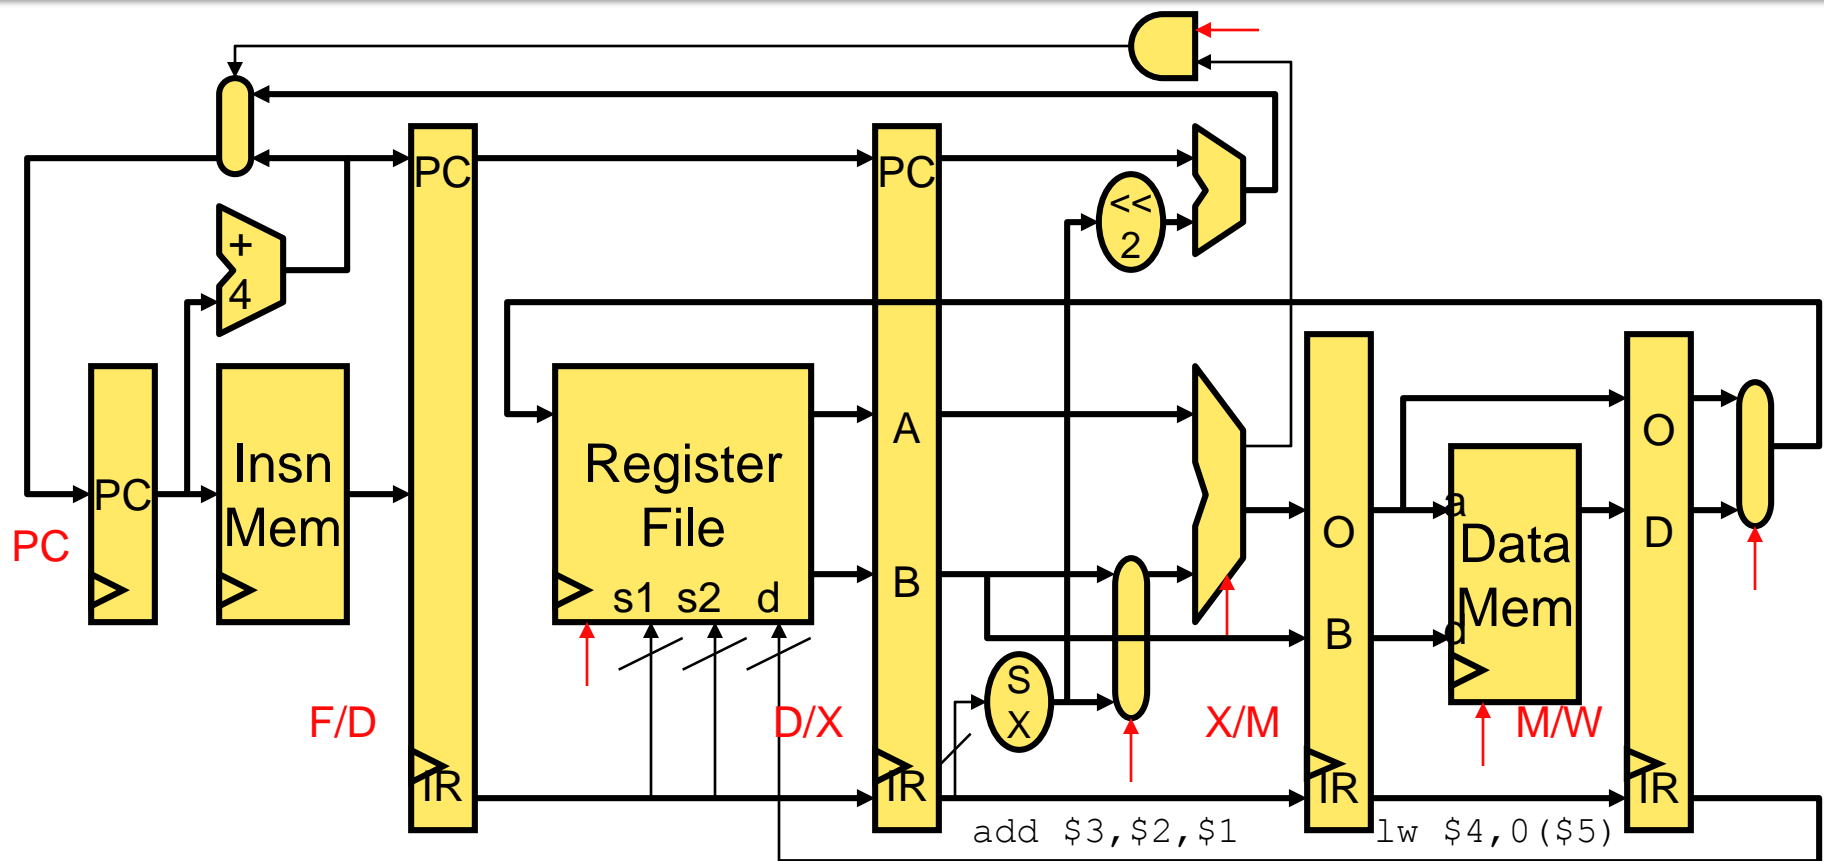 PC
PC
<<
2
+
4
PC
PC
Insn
Mem
Register
File
s1 s2 d
A
B
S
X
O
B
a
d
Data
Mem
O
D
F/D
D/X
X/M
M/W
IR
IR
IR
IR
add $3,$2,$1
lw $4,0($5)